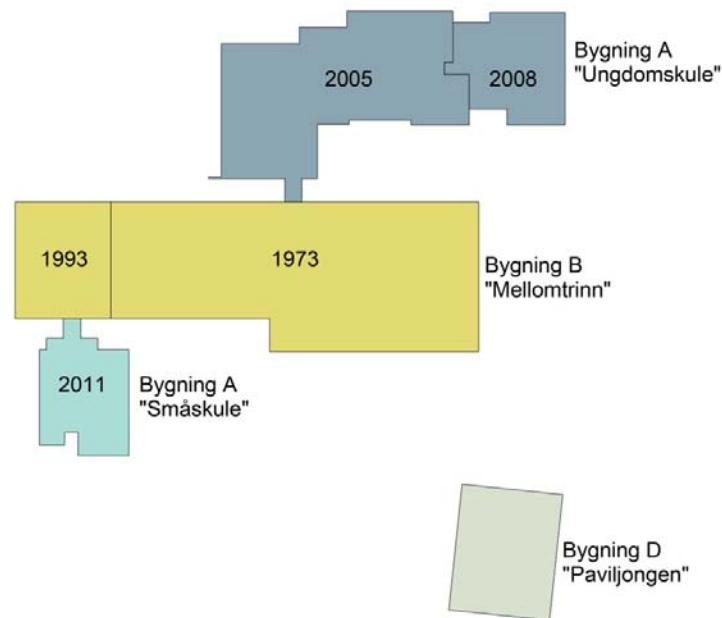 Bygning A
"Ungdomskule"
2005
2008
1993
1973
Bygning B
"Mellomtrinn"
2011
Bygning A
"Småskule"
Bygning D
"Paviljongen"